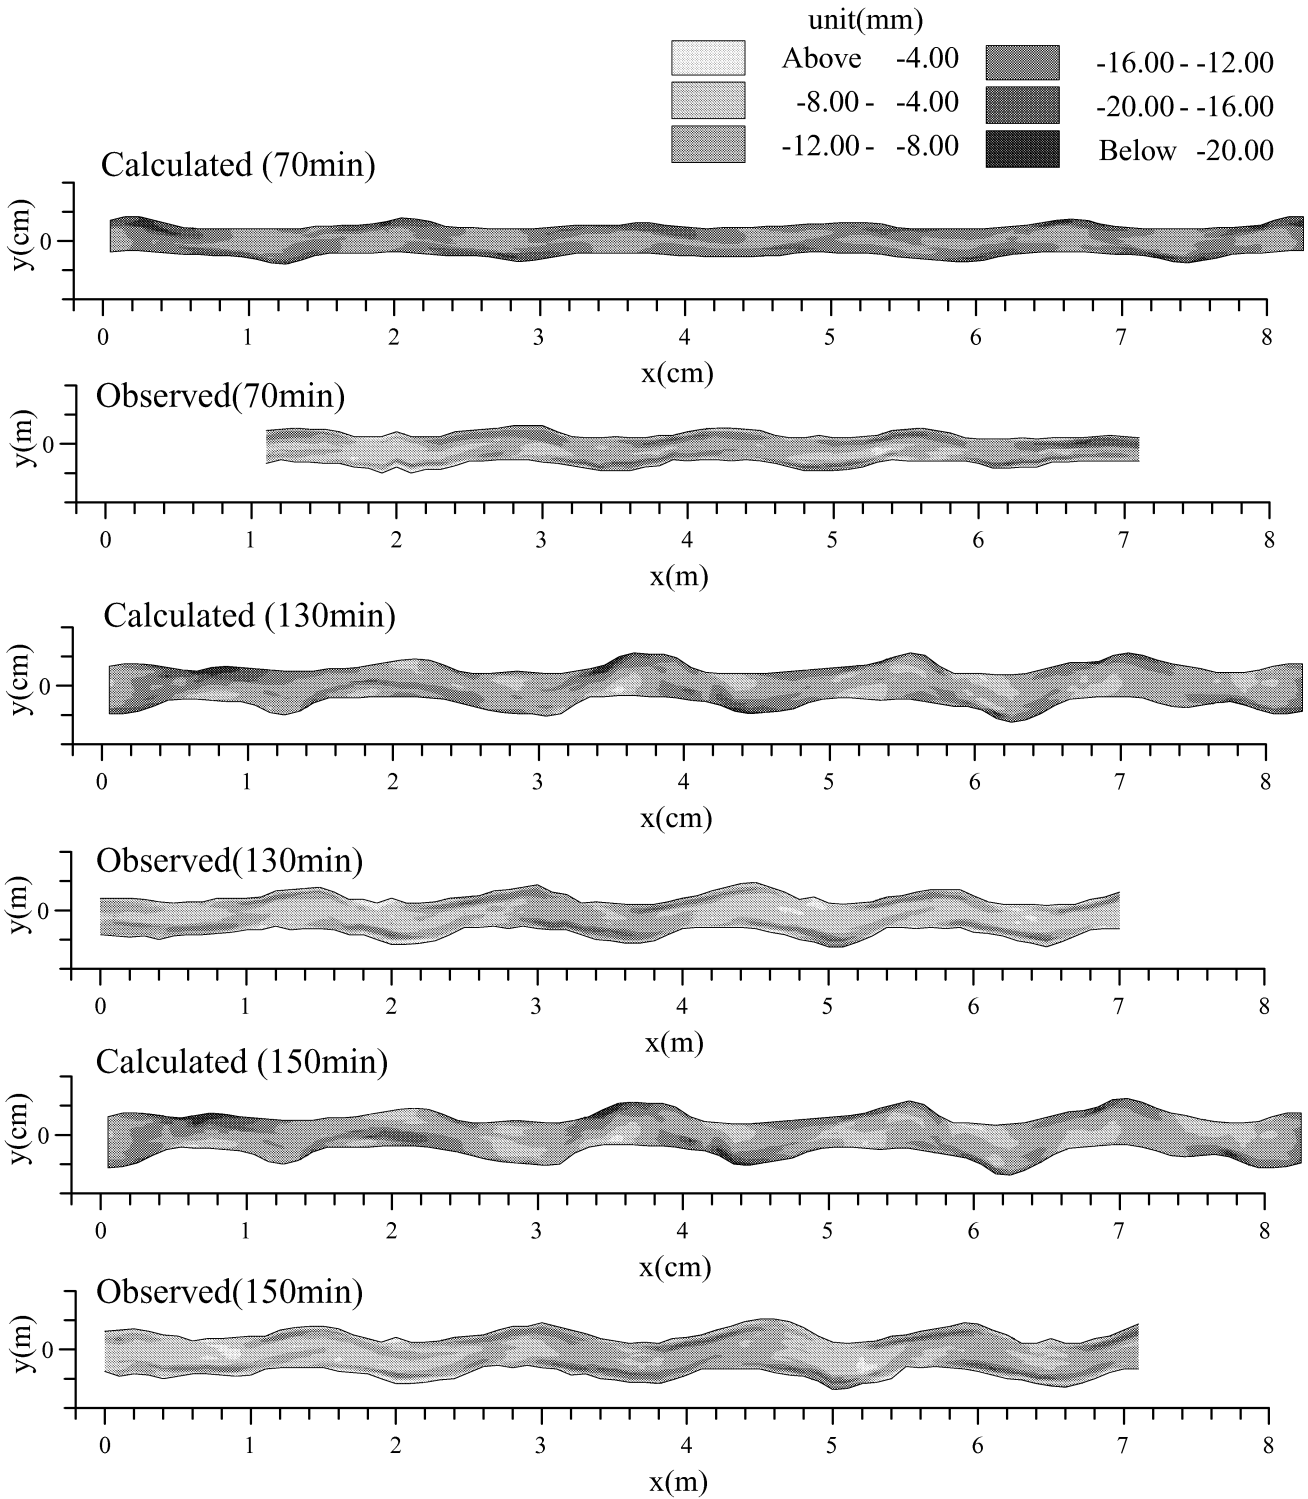 unit(mm)
Above -4.00 -16.00 - -12.00
-8.00 - -4.00 -20.00 - -16.00
-12.00 - -8.00 Below -20.00
Calculated (70min)
y(cm)
0
0 1 2 3 4 5 6 7 8
x(cm)
Observed(70min)
y(m)
0
0 1 2 3 4 5 6 7 8
x(m)
Calculated (130min)
y(cm)
0
0 1 2 3 4 5 6 7 8
x(cm)
Observed(130min)
y(m)
0
0 1 2 3 4 5 6 7 8
x(m)
Calculated (150min)
y(cm)
0
0 1 2 3 4 5 6 7 8
x(cm)
Observed(150min)
y(m)
0
0 1 2 3 4 5 6 7 8
x(m)